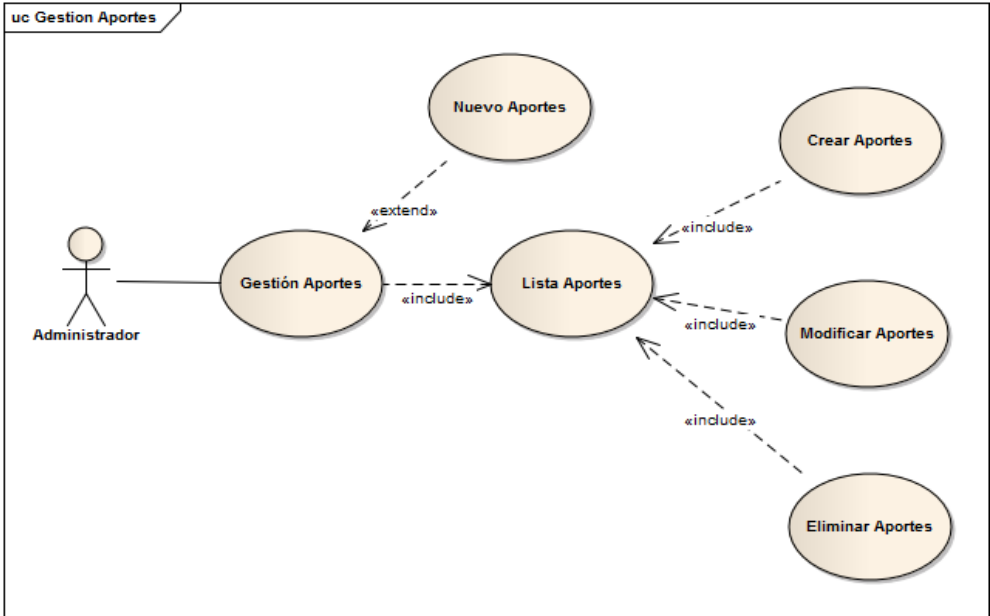 uc Gestion Aportes
Nuevo Aportes
Crear Aportes
«extend»
«include»
Gestión Aportes
Lista Aportes
«include»
Administrador
«include»
Modificar Aportes
«include»
Eliminar Aportes